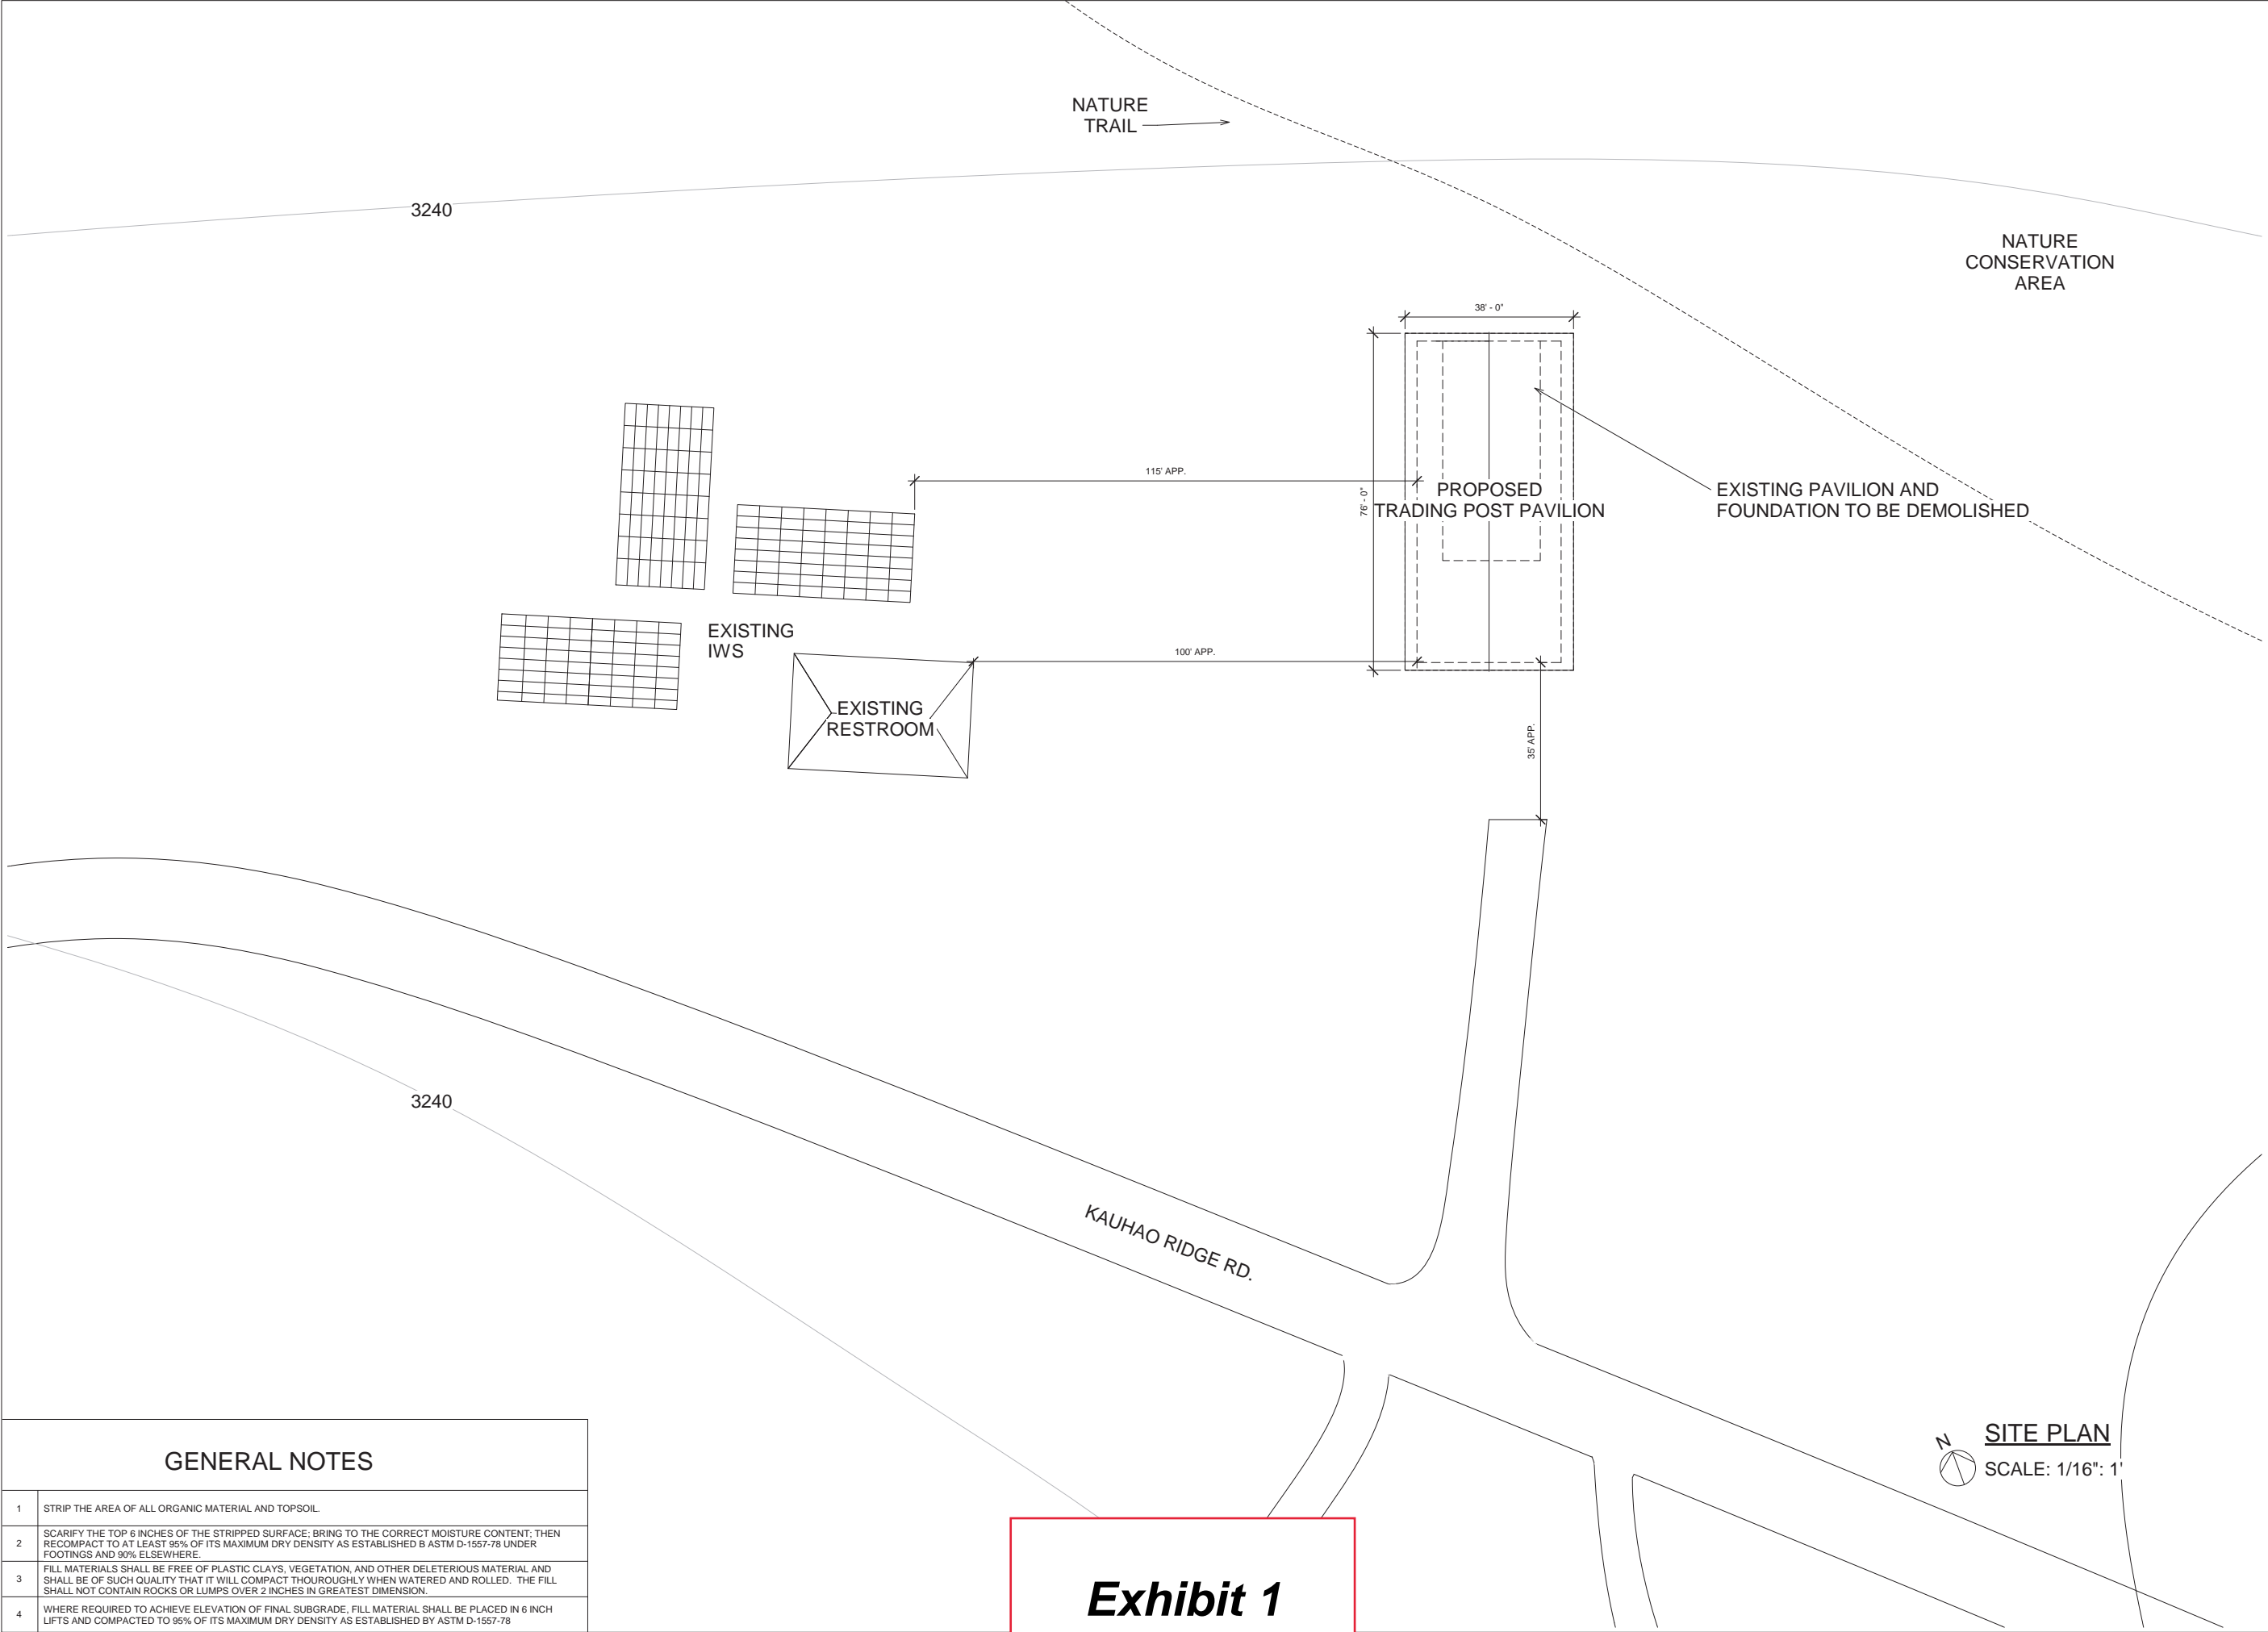 NATURE
TRAIL
3240
NATURE
CONSERVATION
AREA
38' - 0"
115' APP.
76' - 0"
PROPOSED
TRADING POST PAVILION
EXISTING PAVILION AND
FOUNDATION TO BE DEMOLISHED
EXISTING
IWS
100' APP.
EXISTING
RESTROOM
35' APP.
3240
KAUHAO RIDGE RD.
N
SITE PLAN
SCALE: 1/16": 1'
GENERAL NOTES
1 STRIP THE AREA OF ALL ORGANIC MATERIAL AND TOPSOIL.
2 SCARIFY THE TOP 6 INCHES OF THE STRIPPED SURFACE; BRING TO THE CORRECT MOISTURE CONTENT; THEN
RECOMPACT TO AT LEAST 95% OF ITS MAXIMUM DRY DENSITY AS ESTABLISHED B ASTM D-1557-78 UNDER
FOOTINGS AND 90% ELSEWHERE.
3 FILL MATERIALS SHALL BE FREE OF PLASTIC CLAYS, VEGETATION, AND OTHER DELETERIOUS MATERIAL AND
SHALL BE OF SUCH QUALITY THAT IT WILL COMPACT THOUROUGHLY WHEN WATERED AND ROLLED. THE FILL
SHALL NOT CONTAIN ROCKS OR LUMPS OVER 2 INCHES IN GREATEST DIMENSION.
4 WHERE REQUIRED TO ACHIEVE ELEVATION OF FINAL SUBGRADE, FILL MATERIAL SHALL BE PLACED IN 6 INCH
LIFTS AND COMPACTED TO 95% OF ITS MAXIMUM DRY DENSITY AS ESTABLISHED BY ASTM D-1557-78
Exhibit 1